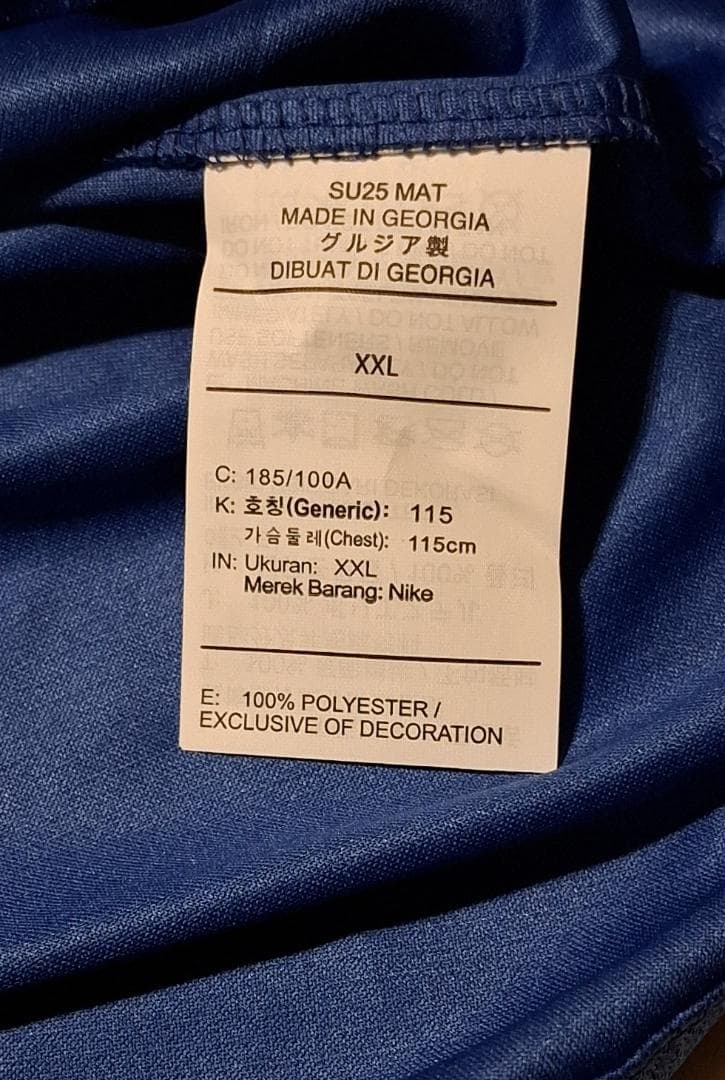 SU25 MAT
MADE IN GEORGIA
グルジア製
DIBUAT DI GEORGIA
XXL
C: 185/100A
K: 호칭(Generic): 115
가슴둘레(Chest): 115cm
IN: Ukuran: XXL
Merek Barang: Nike
E: 100% POLYESTER /
EXCLUSIVE OF DECORATION